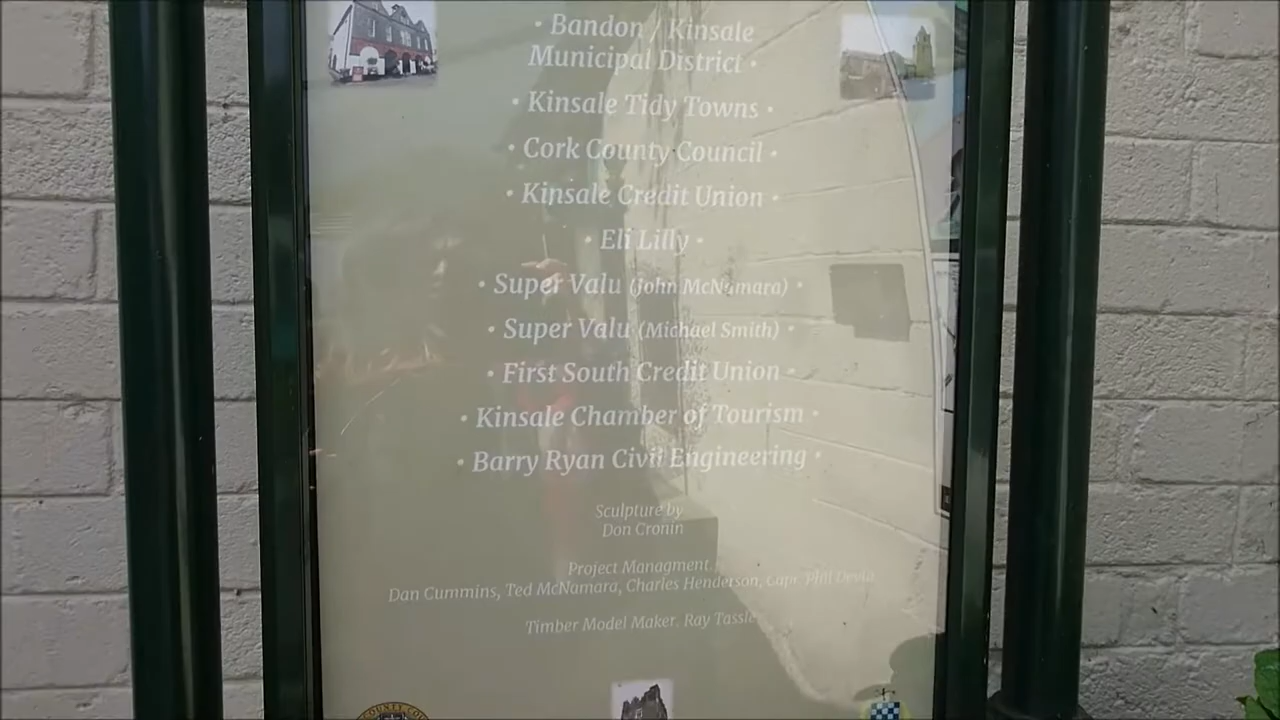 • Bandon / Kinsale
Municipal District •
• Kinsale Tidy Towns •
• Cork County Council •
• Kinsale Credit Union •
• Eli Lilly •
• Super Valu (John McNamara) •
• Super Valu (Michael Smith) •
• First South Credit Union •
• Kinsale Chamber of Tourism •
• Barry Ryan Civil Engineering •
Sculpture by
Don Cronin
Project Managment.
Dan Cummins, Ted McNamara, Charles Henderson, Capt. Phil Devitt
Timber Model Maker. Ray Tassie
COUNTY COU